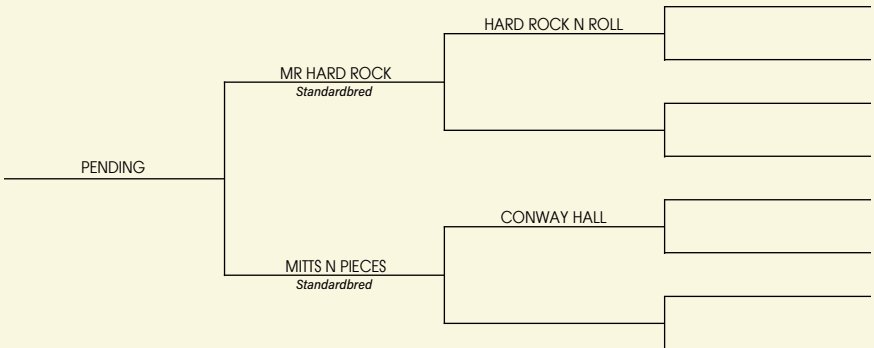 HARD ROCK N ROLL
MR HARD ROCK
Standardbred
PENDING
CONWAY HALL
MITTS N PIECES
Standardbred